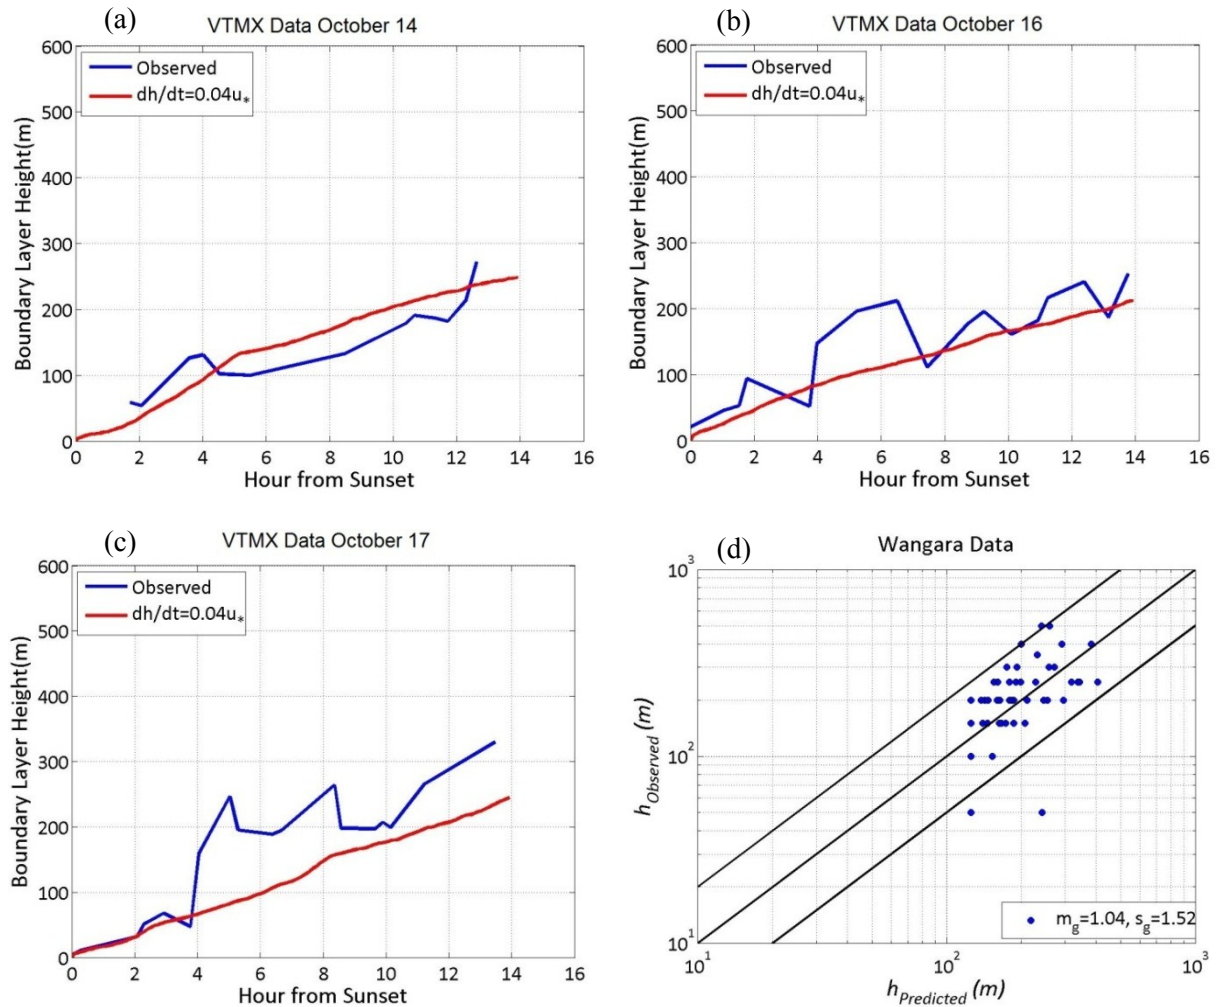 (a)
VTMX Data October 14
600
500
400
300
200
100
0
0 2 4 6 8 10 12 14 16
Boundary Layer Height(m)
Hour from Sunset
Observed
dh/dt=0.04u*
(b)
VTMX Data October 16
600
500
400
300
200
100
0
0 2 4 6 8 10 12 14 16
Boundary Layer Height(m)
Hour from Sunset
Observed
dh/dt=0.04u*
(c)
VTMX Data October 17
600
500
400
300
200
100
0
0 2 4 6 8 10 12 14 16
Boundary Layer Height(m)
Hour from Sunset
Observed
dh/dt=0.04u*
(d)
Wangara Data
10³
10²
10¹
10¹ 10² 10³
hObserved (m)
hPredicted (m)
mg=1.04, sg=1.52